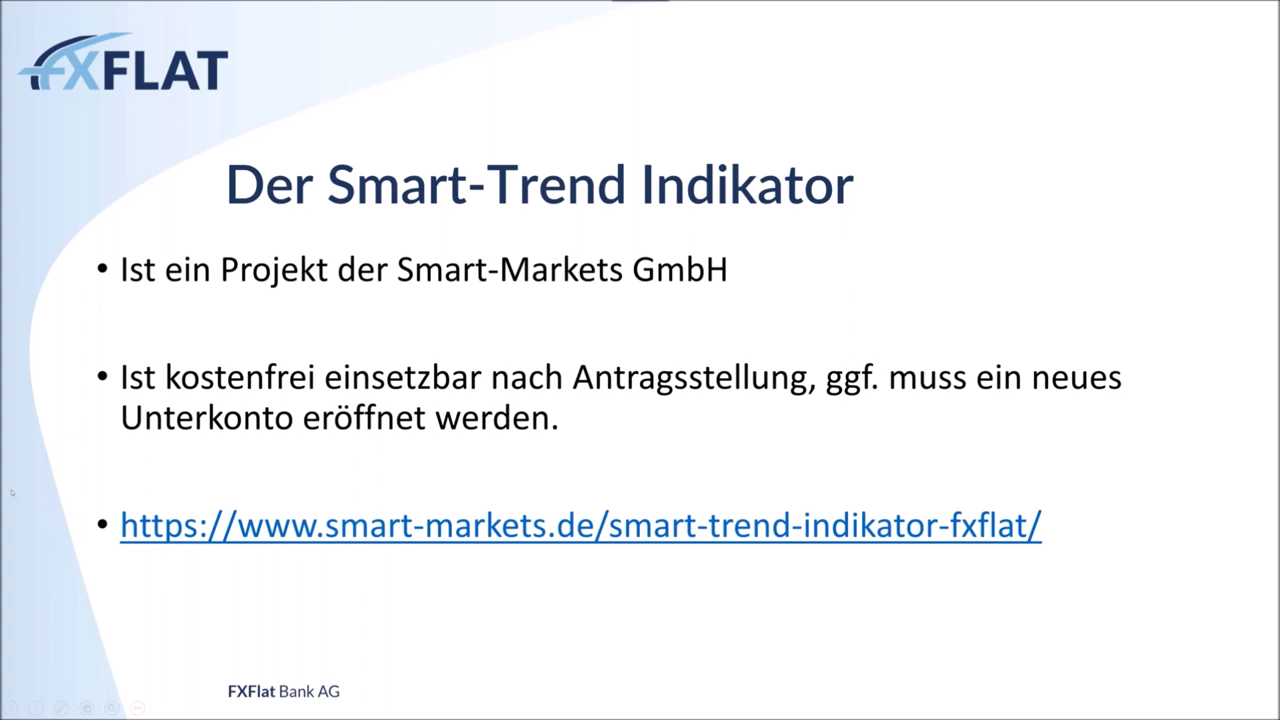 FXFLAT
Der Smart-Trend Indikator
• Ist ein Projekt der Smart-Markets GmbH
• Ist kostenfrei einsetzbar nach Antragsstellung, ggf. muss ein neues
Unterkonto eröffnet werden.
• https://www.smart-markets.de/smart-trend-indikator-fxflat/
FXFlat Bank AG